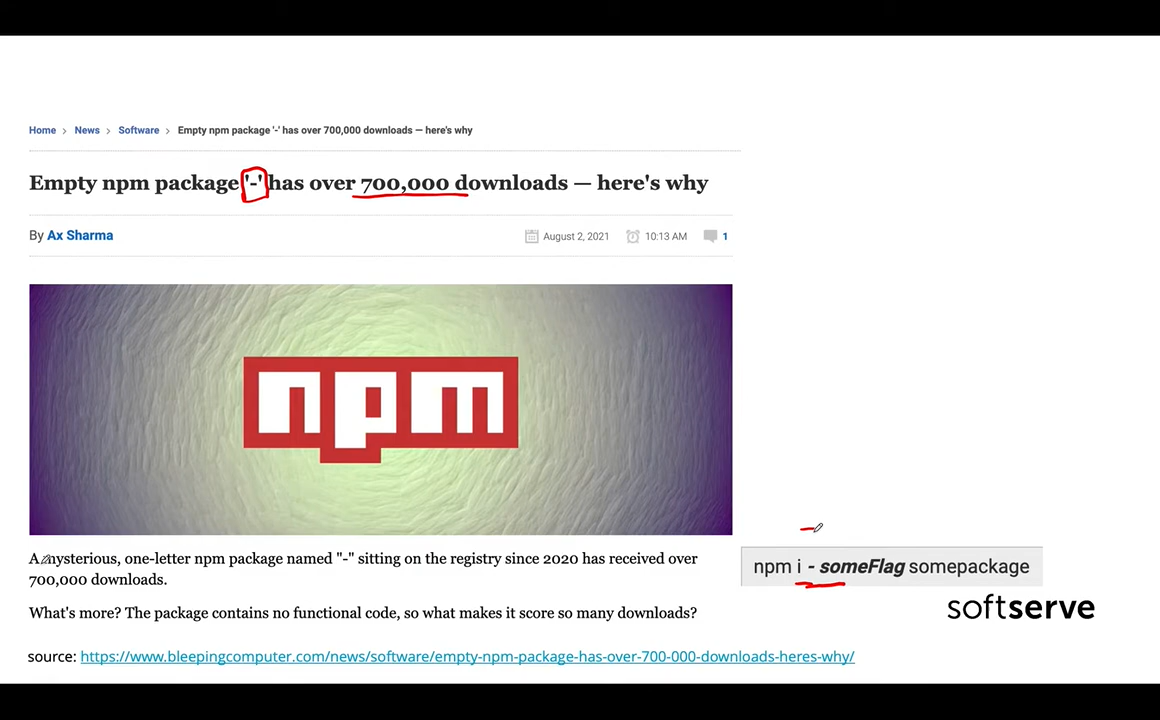 Home > News > Software > Empty npm package '-' has over 700,000 downloads — here's why
Empty npm package '-' has over 700,000 downloads — here's why
By Ax Sharma
August 2, 2021 10:13 AM 1
npm
A mysterious, one-letter npm package named "-" sitting on the registry since 2020 has received over
700,000 downloads.
npm i - someFlag somepackage
What's more? The package contains no functional code, so what makes it score so many downloads?
softserve
source: https://www.bleepingcomputer.com/news/software/empty-npm-package-has-over-700-000-downloads-heres-why/